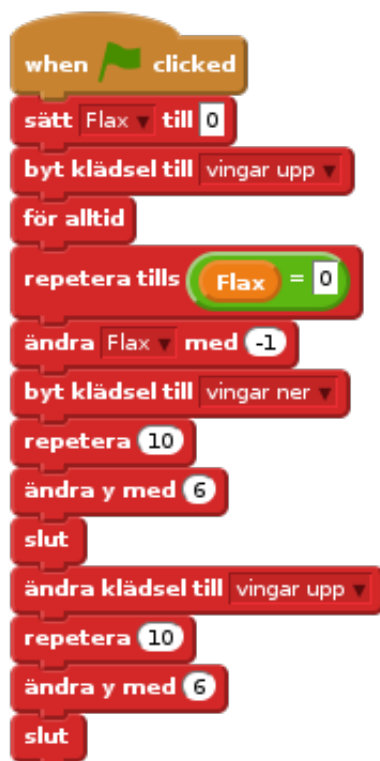 when clicked
sätt Flax till 0
byt klädsel till vingar upp
för alltid
repetera tills Flax = 0
ändra Flax med -1
byt klädsel till vingar ner
repetera 10
ändra y med 6
slut
ändra klädsel till vingar upp
repetera 10
ändra y med 6
slut